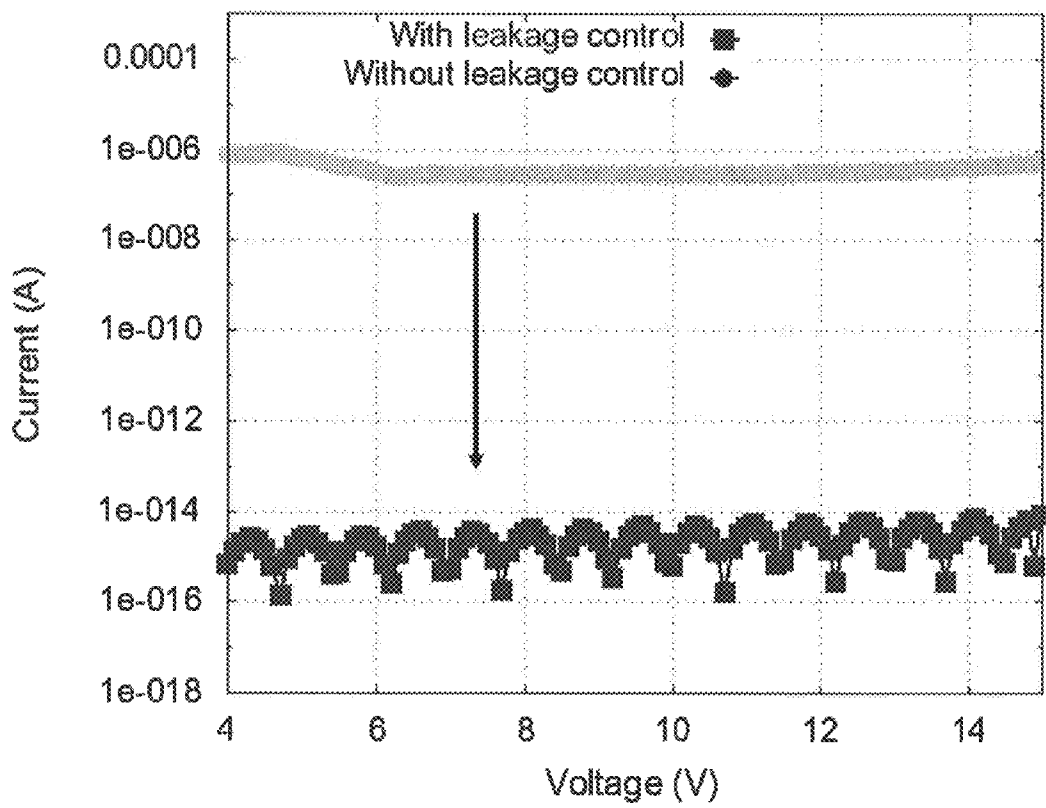 With leakage control
Without leakage control
0.0001
1e-006
1e-008
1e-010
1e-012
1e-014
1e-016
1e-018
Current (A)
4 6 8 10 12 14
Voltage (V)